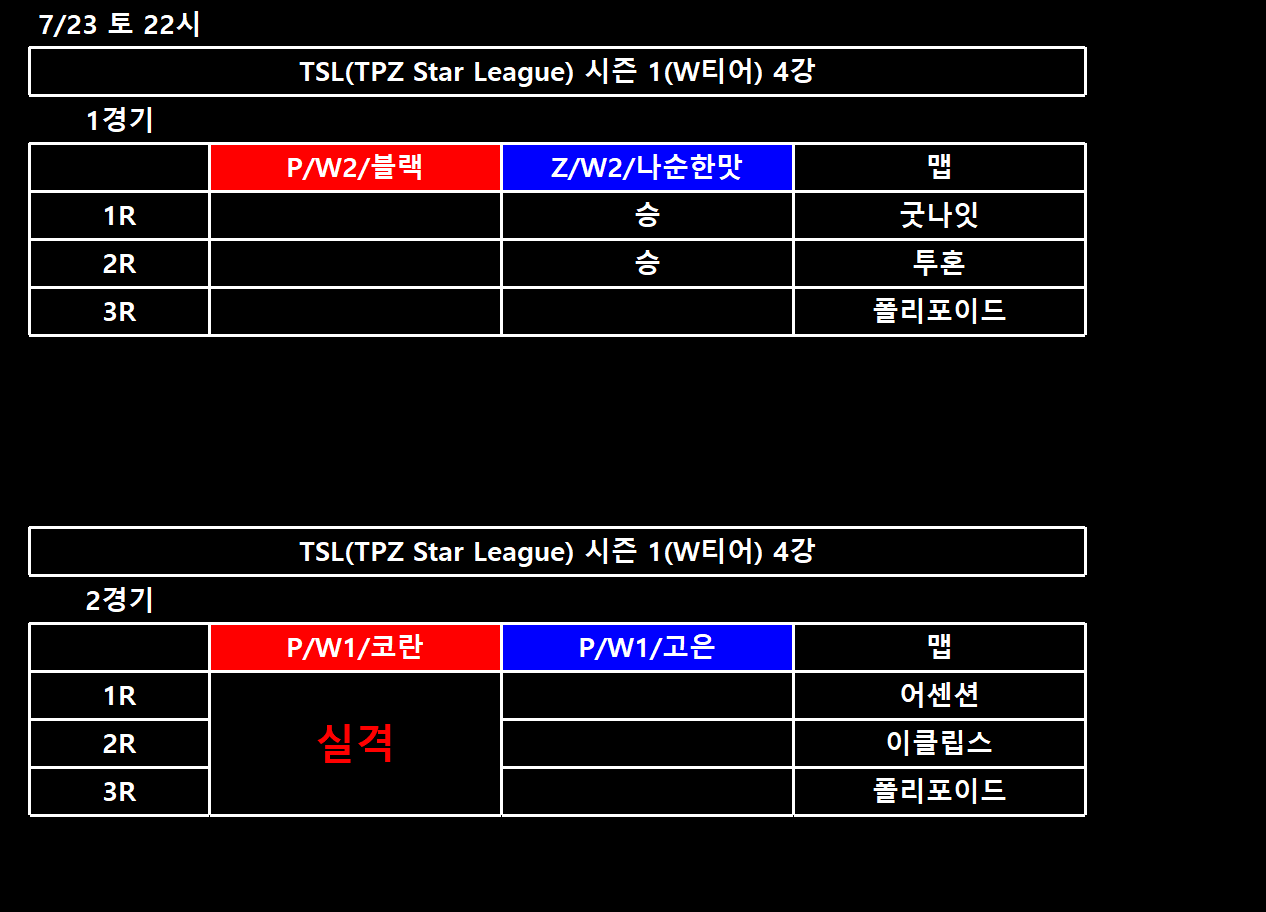 7/23 토 22시
TSL(TPZ Star League) 시즌 1(W티어) 4강
1경기
P/W2/블랙 Z/W2/나순한맛 맵
1R 승 굿나잇
2R 승 투혼
3R 폴리포이드
TSL(TPZ Star League) 시즌 1(W티어) 4강
2경기
P/W1/코란 P/W1/고은 맵
1R 어센션
2R 실격 이클립스
3R 폴리포이드